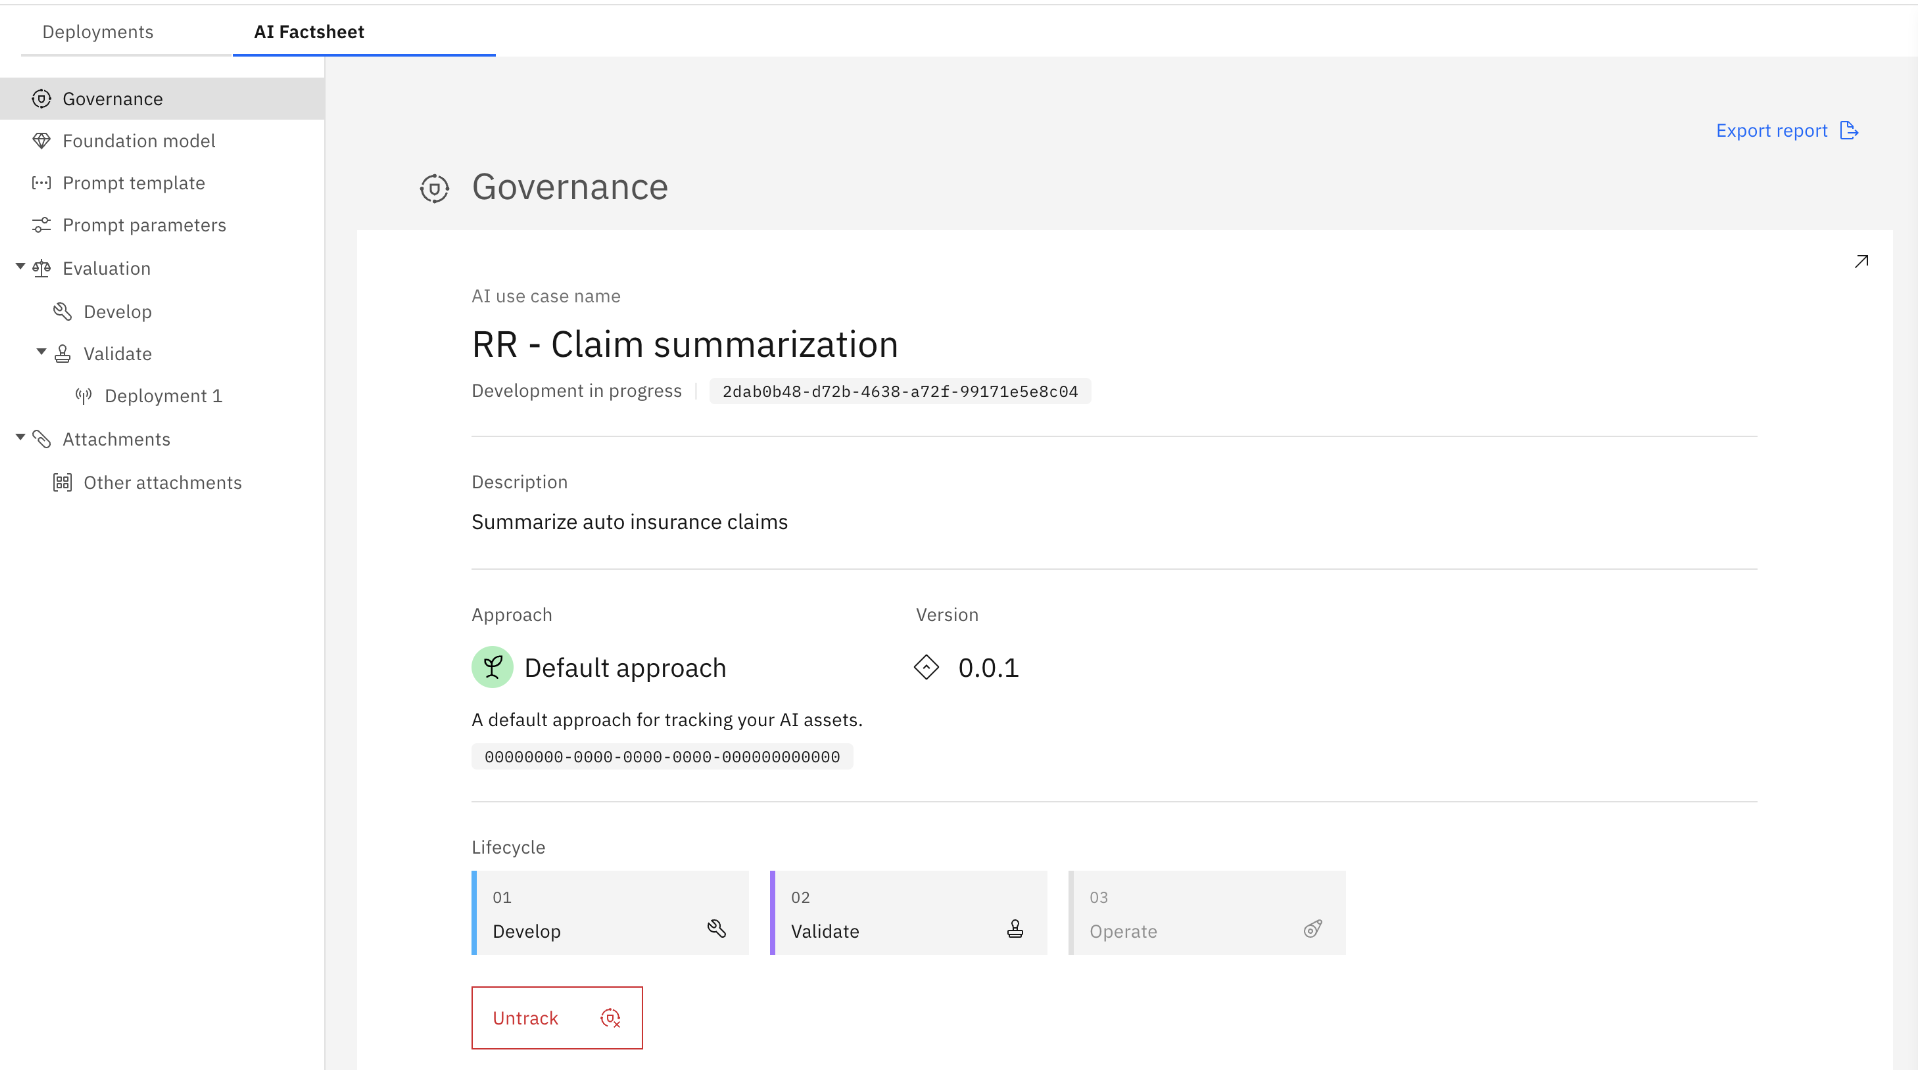 Deployments
AI Factsheet
Governance
Foundation model
Prompt template
Prompt parameters
Evaluation
Develop
Validate
Deployment 1
Attachments
Other attachments
Export report
Governance
AI use case name
RR - Claim summarization
Development in progress
2dab0b48-d72b-4638-a72f-99171e5e8c04
Description
Summarize auto insurance claims
Approach
Version
Default approach
0.0.1
A default approach for tracking your AI assets.
00000000-0000-0000-0000-000000000000
Lifecycle
01
Develop
02
Validate
03
Operate
Untrack